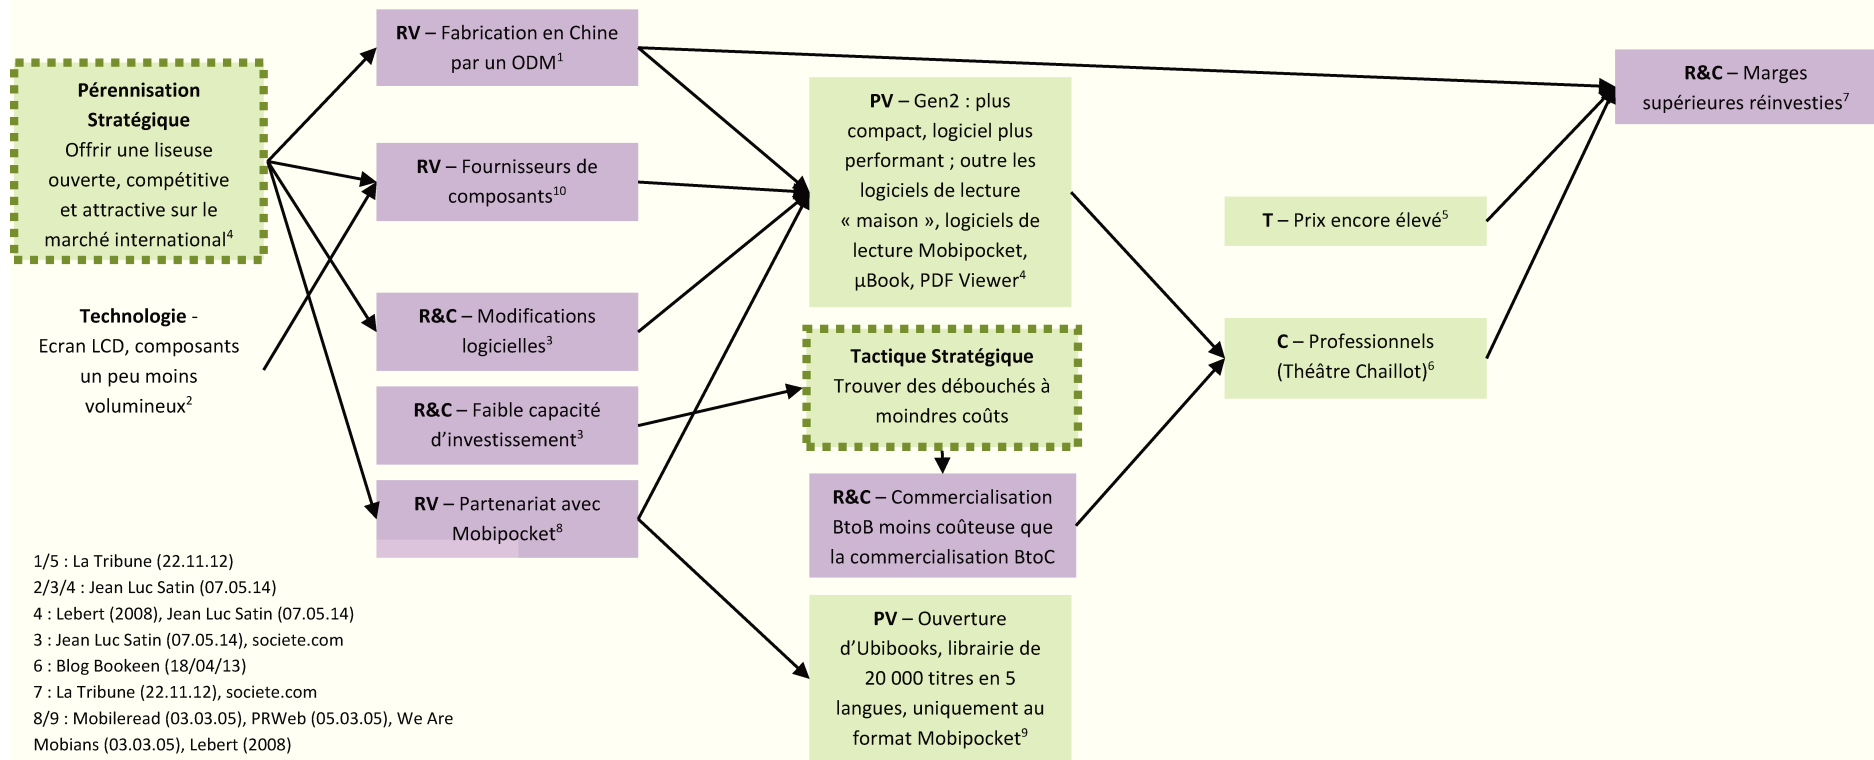 Pérennisation
Stratégique
Offrir une liseuse
ouverte, compétitive
et attractive sur le
marché international⁴
Technologie -
Ecran LCD, composants
un peu moins
volumineux²
RV – Fabrication en Chine
par un ODM¹
RV – Fournisseurs de
composants¹⁰
R&C – Modifications
logicielles³
R&C – Faible capacité
d’investissement³
RV – Partenariat avec
Mobipocket⁸
PV – Gen2 : plus
compact, logiciel plus
performant ; outre les
logiciels de lecture
« maison », logiciels de
lecture Mobipocket,
µBook, PDF Viewer⁴
Tactique Stratégique
Trouver des débouchés à
moindres coûts
R&C – Commercialisation
BtoB moins coûteuse que
la commercialisation BtoC
PV – Ouverture
d’Ubibooks, librairie de
20 000 titres en 5
langues, uniquement au
format Mobipocket⁹
T – Prix encore élevé⁵
C – Professionnels
(Théâtre Chaillot)⁶
R&C – Marges
supérieures réinvesties⁷
1/5 : La Tribune (22.11.12)
2/3/4 : Jean Luc Satin (07.05.14)
4 : Lebert (2008), Jean Luc Satin (07.05.14)
3 : Jean Luc Satin (07.05.14), societe.com
6 : Blog Bookeen (18/04/13)
7 : La Tribune (22.11.12), societe.com
8/9 : Mobileread (03.03.05), PRWeb (05.03.05), We Are
Mobians (03.03.05), Lebert (2008)